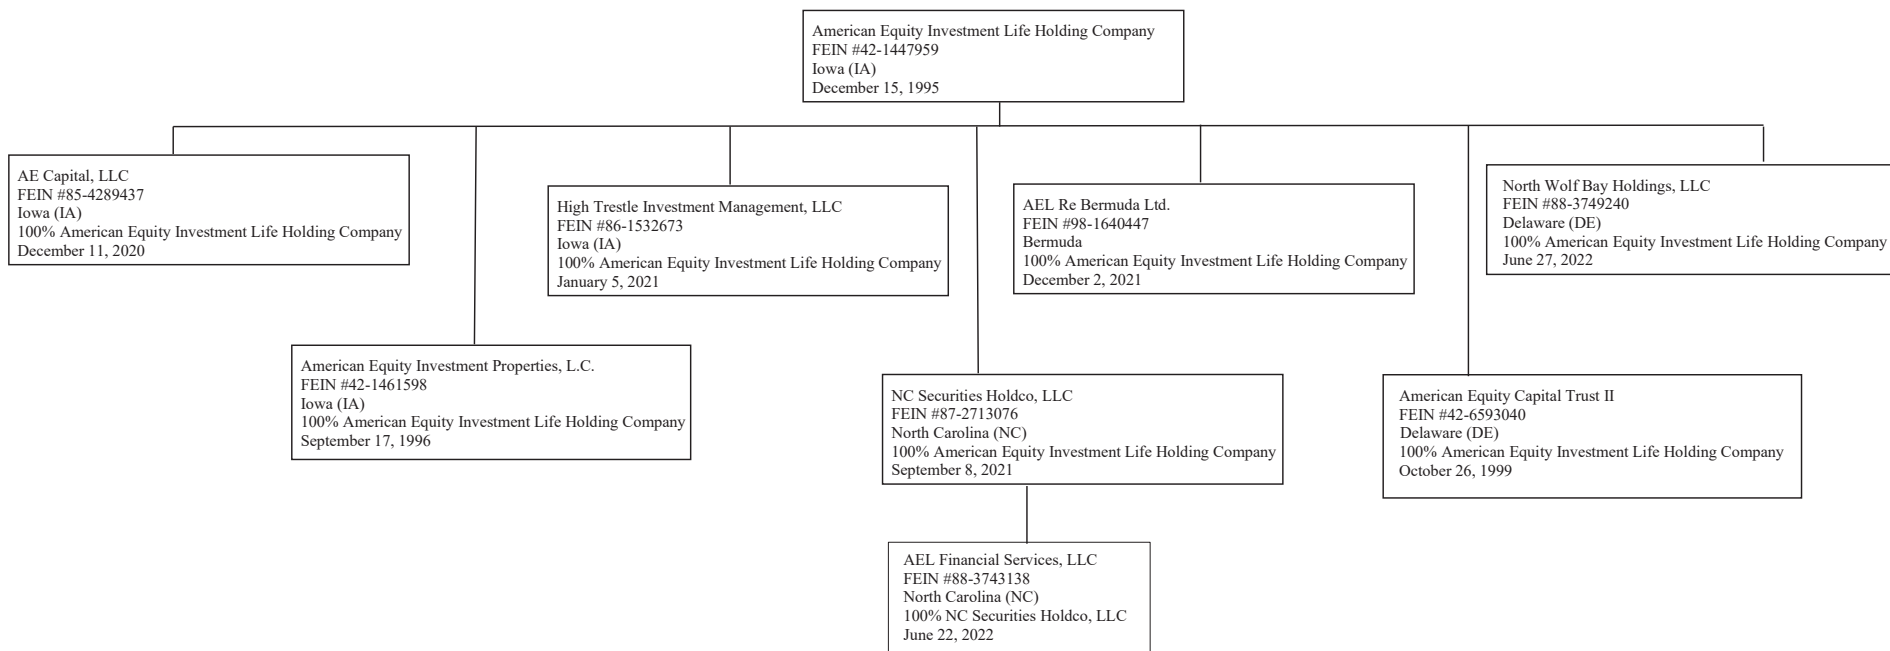 American Equity Investment Life Holding Company
FEIN #42-1447959
Iowa (IA)
December 15, 1995
AE Capital, LLC
FEIN #85-4289437
Iowa (IA)
100% American Equity Investment Life Holding Company
December 11, 2020
High Trestle Investment Management, LLC
FEIN #86-1532673
Iowa (IA)
100% American Equity Investment Life Holding Company
January 5, 2021
AEL Re Bermuda Ltd.
FEIN #98-1640447
Bermuda
100% American Equity Investment Life Holding Company
December 2, 2021
North Wolf Bay Holdings, LLC
FEIN #88-3749240
Delaware (DE)
100% American Equity Investment Life Holding Company
June 27, 2022
American Equity Investment Properties, L.C.
FEIN #42-1461598
Iowa (IA)
100% American Equity Investment Life Holding Company
September 17, 1996
NC Securities Holdco, LLC
FEIN #87-2713076
North Carolina (NC)
100% American Equity Investment Life Holding Company
September 8, 2021
American Equity Capital Trust II
FEIN #42-6593040
Delaware (DE)
100% American Equity Investment Life Holding Company
October 26, 1999
AEL Financial Services, LLC
FEIN #88-3743138
North Carolina (NC)
100% NC Securities Holdco, LLC
June 22, 2022